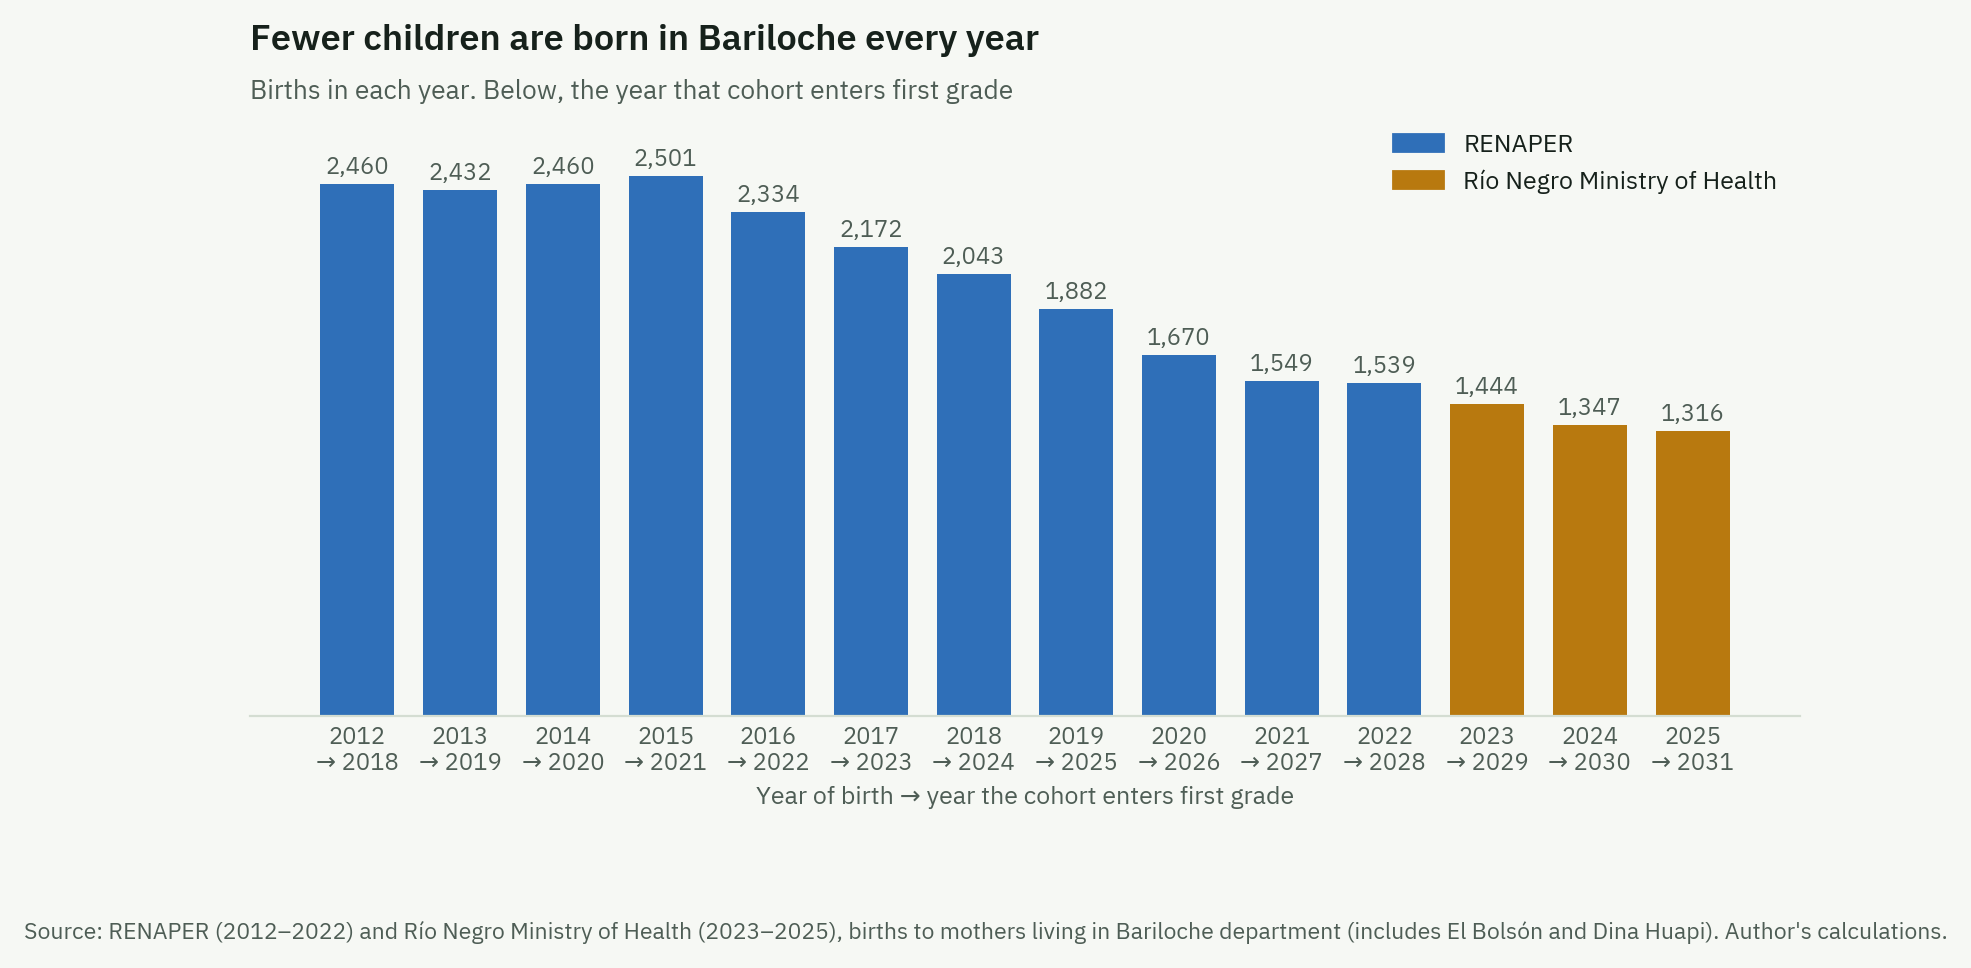 Fewer children are born in Bariloche every year
Births in each year. Below, the year that cohort enters first grade
RENAPER
Río Negro Ministry of Health
2,460
2,432
2,460
2,501
2,334
2,172
2,043
1,882
1,670
1,549
1,539
1,444
1,347
1,316
2012 2013 2014 2015 2016 2017 2018 2019 2020 2021 2022 2023 2024 2025
→ 2018 → 2019 → 2020 → 2021 → 2022 → 2023 → 2024 → 2025 → 2026 → 2027 → 2028 → 2029 → 2030 → 2031
Year of birth → year the cohort enters first grade
Source: RENAPER (2012–2022) and Río Negro Ministry of Health (2023–2025), births to mothers living in Bariloche department (includes El Bolsón and Dina Huapi). Author's calculations.